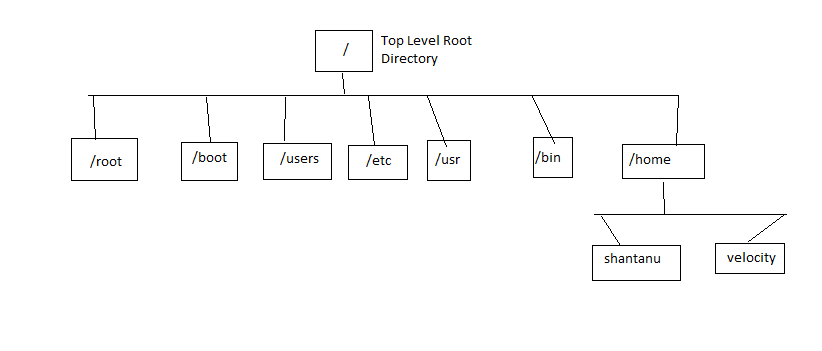 /
Top Level Root
Directory
/root
/boot
/users
/etc
/usr
/bin
/home
shantanu
velocity